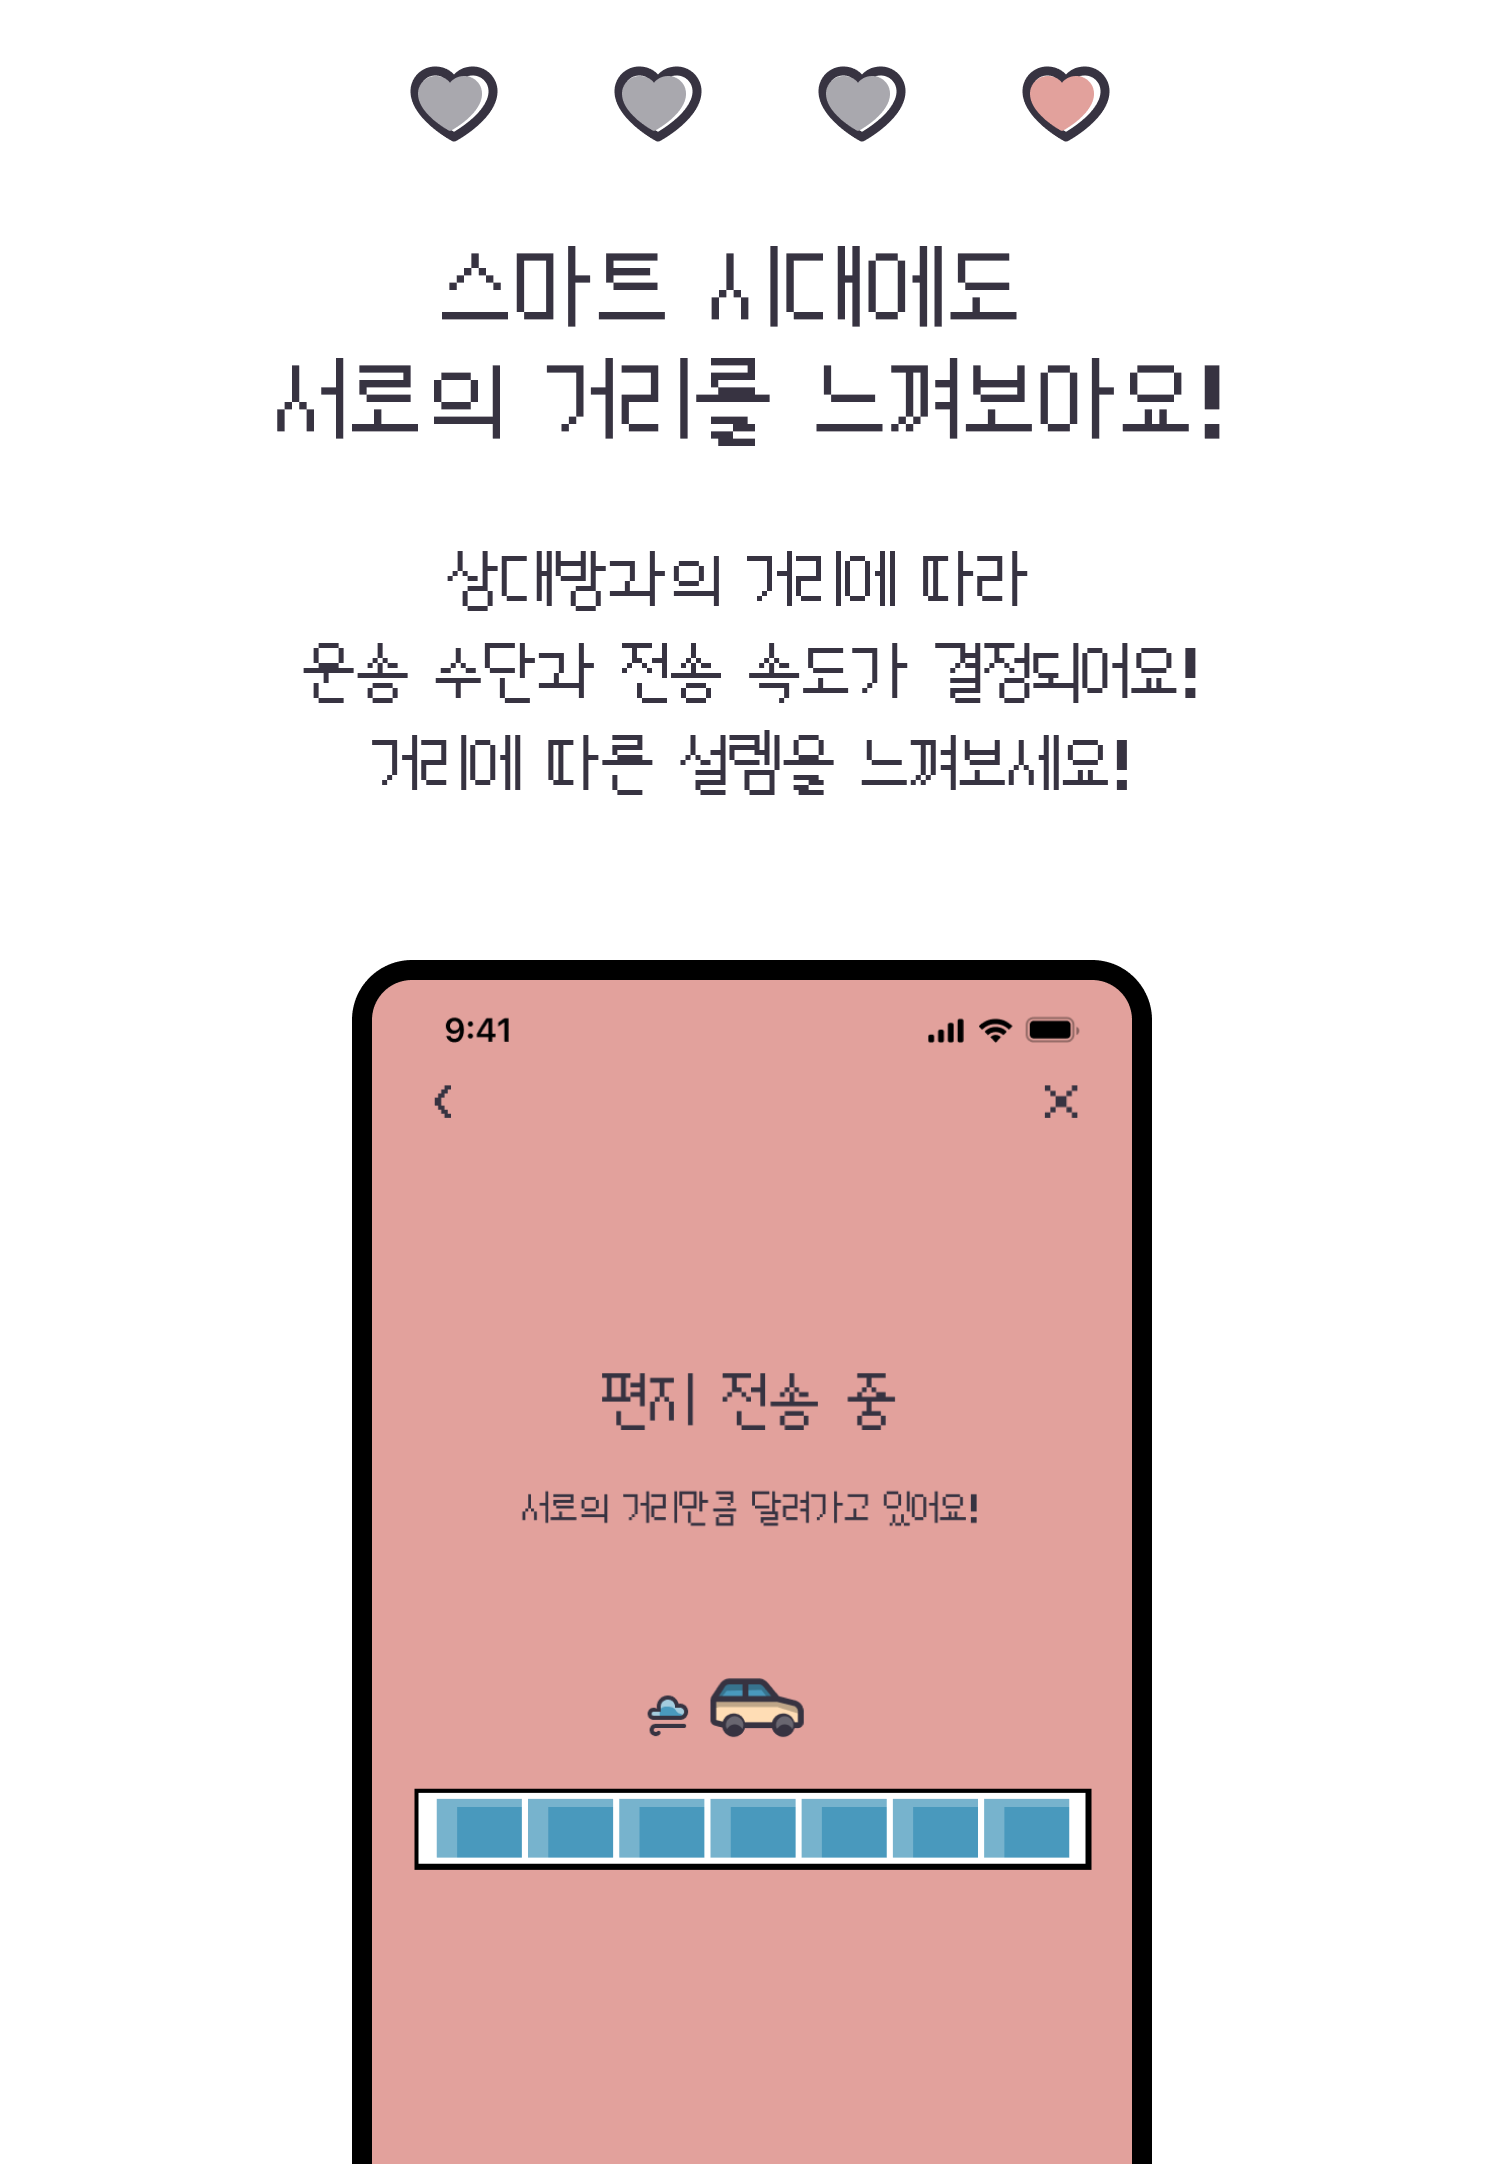 스마트 시대에도
서로의 거리를 느껴보아요!
상대방과의 거리에 따라
운송 수단과 전송 속도가 결정되어요!
거리에 따른 설렘을 느껴보세요!
9:41
편지 전송 중
서로의 거리만큼 달려가고 있어요!